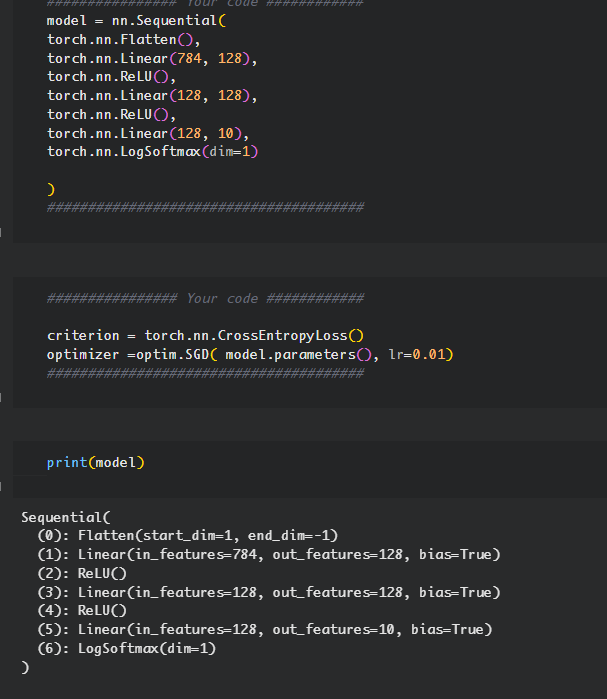 ################ Your code ############
model = nn.Sequential(
torch.nn.Flatten(),
torch.nn.Linear(784, 128),
torch.nn.ReLU(),
torch.nn.Linear(128, 128),
torch.nn.ReLU(),
torch.nn.Linear(128, 10),
torch.nn.LogSoftmax(dim=1)
)
#######################################
################ Your code ############
criterion = torch.nn.CrossEntropyLoss()
optimizer =optim.SGD( model.parameters(), lr=0.01)
#######################################
print(model)
Sequential(
(0): Flatten(start_dim=1, end_dim=-1)
(1): Linear(in_features=784, out_features=128, bias=True)
(2): ReLU()
(3): Linear(in_features=128, out_features=128, bias=True)
(4): ReLU()
(5): Linear(in_features=128, out_features=10, bias=True)
(6): LogSoftmax(dim=1)
)